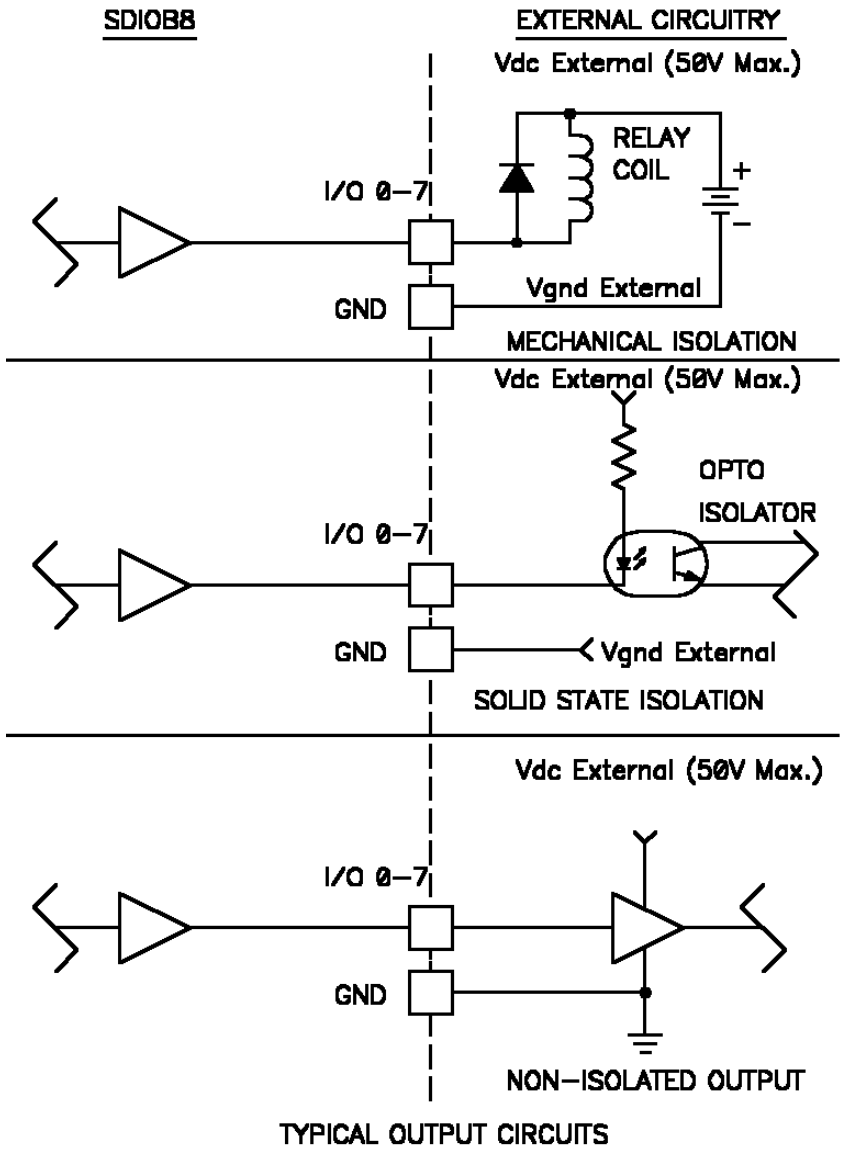 SDIOB8
EXTERNAL CIRCUITRY
Vdc External (50V Max.)
RELAY
COIL
+
−
I/O 0−7
GND
Vgnd External
MECHANICAL ISOLATION
Vdc External (50V Max.)
OPTO
ISOLATOR
I/O 0−7
GND
Vgnd External
SOLID STATE ISOLATION
Vdc External (50V Max.)
I/O 0−7
GND
NON−ISOLATED OUTPUT
TYPICAL OUTPUT CIRCUITS